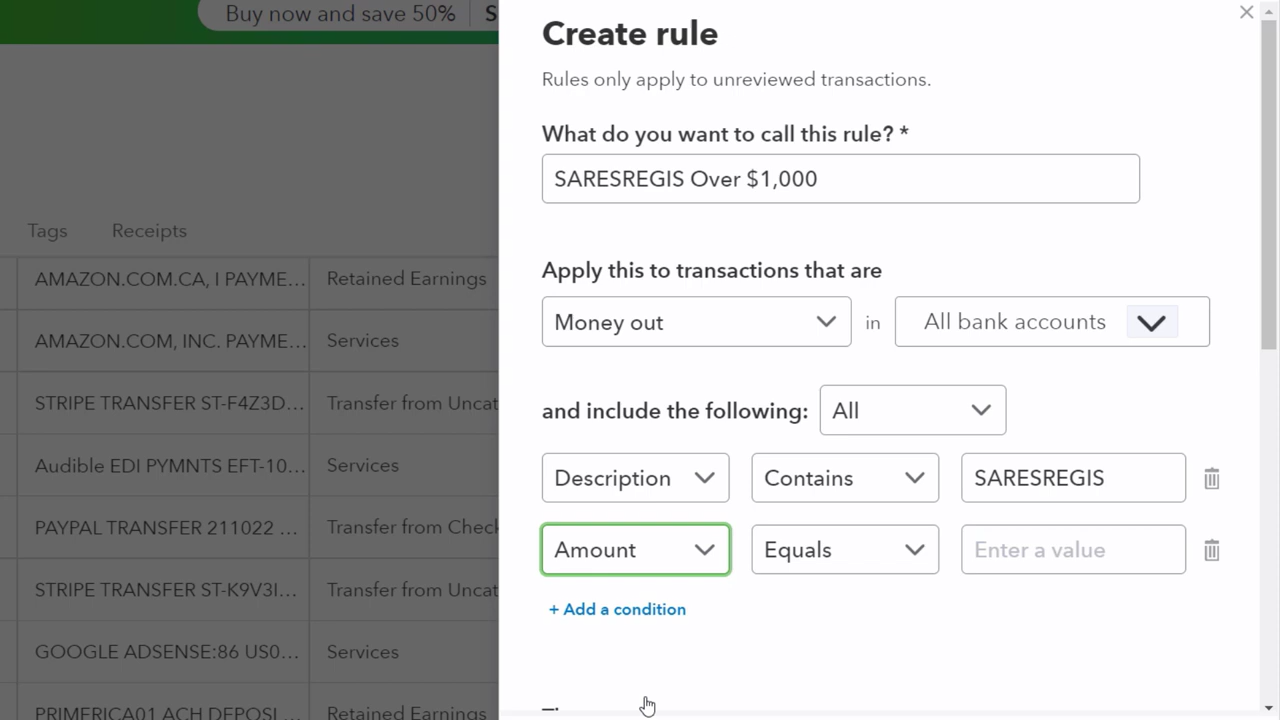 Buy now and save 50%
Create rule
Rules only apply to unreviewed transactions.
What do you want to call this rule? *
SARESREGIS Over $1,000
Apply this to transactions that are
Money out in All bank accounts
and include the following: All
Description Contains SARESREGIS
Amount Equals Enter a value
+ Add a condition
Tags Receipts
AMAZON.COM.CA, I PAYME... Retained Earnings
AMAZON.COM, INC. PAYME... Services
STRIPE TRANSFER ST-F4Z3D... Transfer from Uncat
Audible EDI PYMNTS EFT-10... Services
PAYPAL TRANSFER 211022 ... Transfer from Check
STRIPE TRANSFER ST-K9V3I... Transfer from Uncat
GOOGLE ADSENSE:86 US0... Services
PRIMERICA01 ACH DEPOSI... Retained Earnings